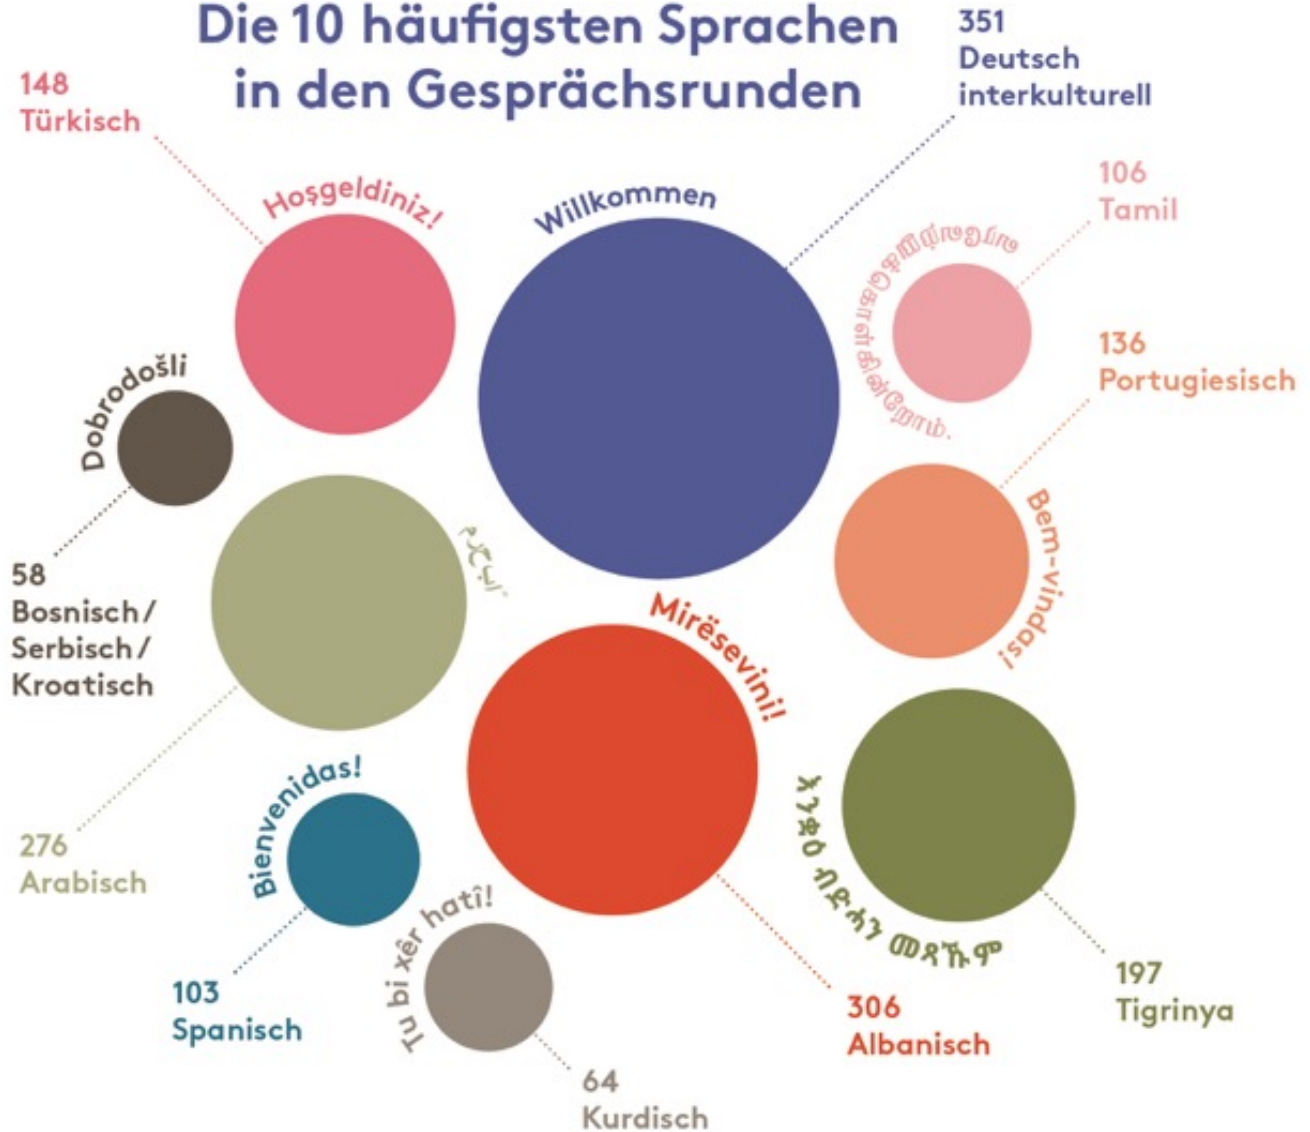 Die 10 häufigsten Sprachen
in den Gesprächsrunden
351
Deutsch
interkulturell
148
Türkisch
Hoşgeldiniz!
Willkommen
106
Tamil
வரவேற்றுக்கொள்கின்றோம்.
136
Portugiesisch
Bem-vindas!
Dobrodošli
58
Bosnisch/
Serbisch/
Kroatisch
Mirësevini!
276
Arabisch
Bienvenidas!
103
Spanisch
Tu bi xêr hatî!
64
Kurdisch
306
Albanisch
እንቋዕ ብድሓን መጻኹም
197
Tigrinya